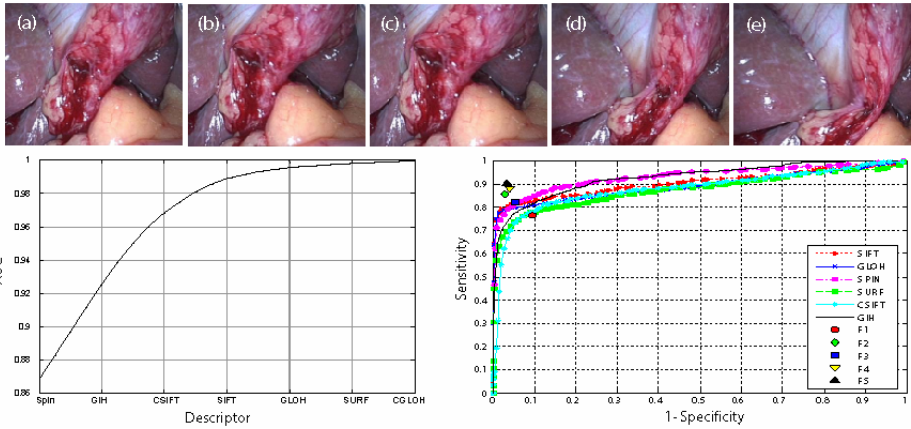 (a) (b) (c) (d) (e)
1
0.98
0.96
0.94
0.92
0.9
0.88
0.86
Spin GIH CSIFT SIFT GLOH SURF CGLOH
Descriptor
Sensitivity
1
0.9
0.8
0.7
0.6
0.5
0.4
0.3
0.2
0.1
0
SIFT
GLOH
SPIN
SURF
CSIFT
GIH
F1
F2
F3
F4
F5
0 0.1 0.2 0.3 0.4 0.5 0.6 0.7 0.8 0.9 1
1- Specificity